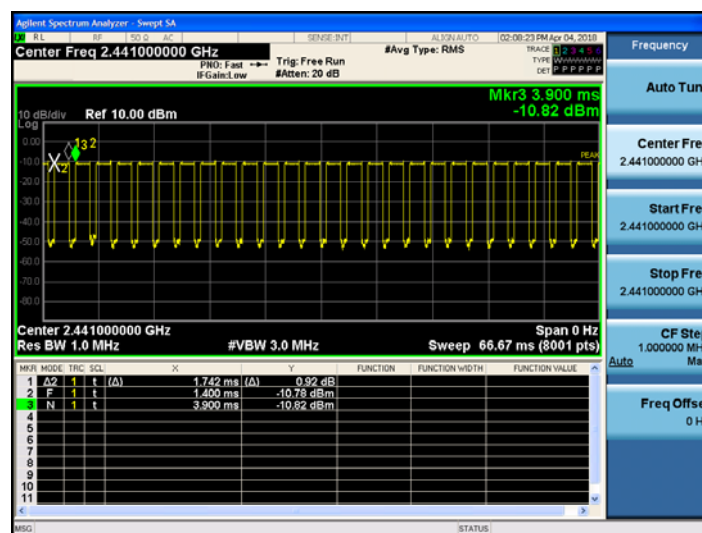 Agilent Spectrum Analyzer - Swept SA
RL RF 50 Ω AC SENSE:INT ALIGNAUTO 02:08:23 PM Apr 04, 2018
Center Freq 2.441000000 GHz
PNO: Fast
IFGain:Low
Trig: Free Run
#Atten: 20 dB
#Avg Type: RMS
TRACE 1 2 3 4 5 6
TYPE
DET P P P P P P
Mkr3 3.900 ms
-10.82 dBm
10 dB/div Ref 10.00 dBm
Log
0.00
-10.0
-20.0
-30.0
-40.0
-50.0
-60.0
-70.0
-80.0
132
X2
PEAK
Center 2.441000000 GHz Span 0 Hz
Res BW 1.0 MHz #VBW 3.0 MHz Sweep 66.67 ms (8001 pts)
MKR MODE TRC SCL X Y FUNCTION FUNCTION WIDTH FUNCTION VALUE
1 Δ2 1 t (Δ) 1.742 ms (Δ) 0.92 dB
2 F 1 t 1.400 ms -10.78 dBm
3 N 1 t 3.900 ms -10.82 dBm
4
5
6
7
8
9
10
11
MSG STATUS
Frequency
Auto Tun
Center Fre
2.441000000 GH
Start Fre
2.441000000 GH
Stop Fre
2.441000000 GH
CF Ste
1.000000 MH
Auto Ma
Freq Offse
0 H